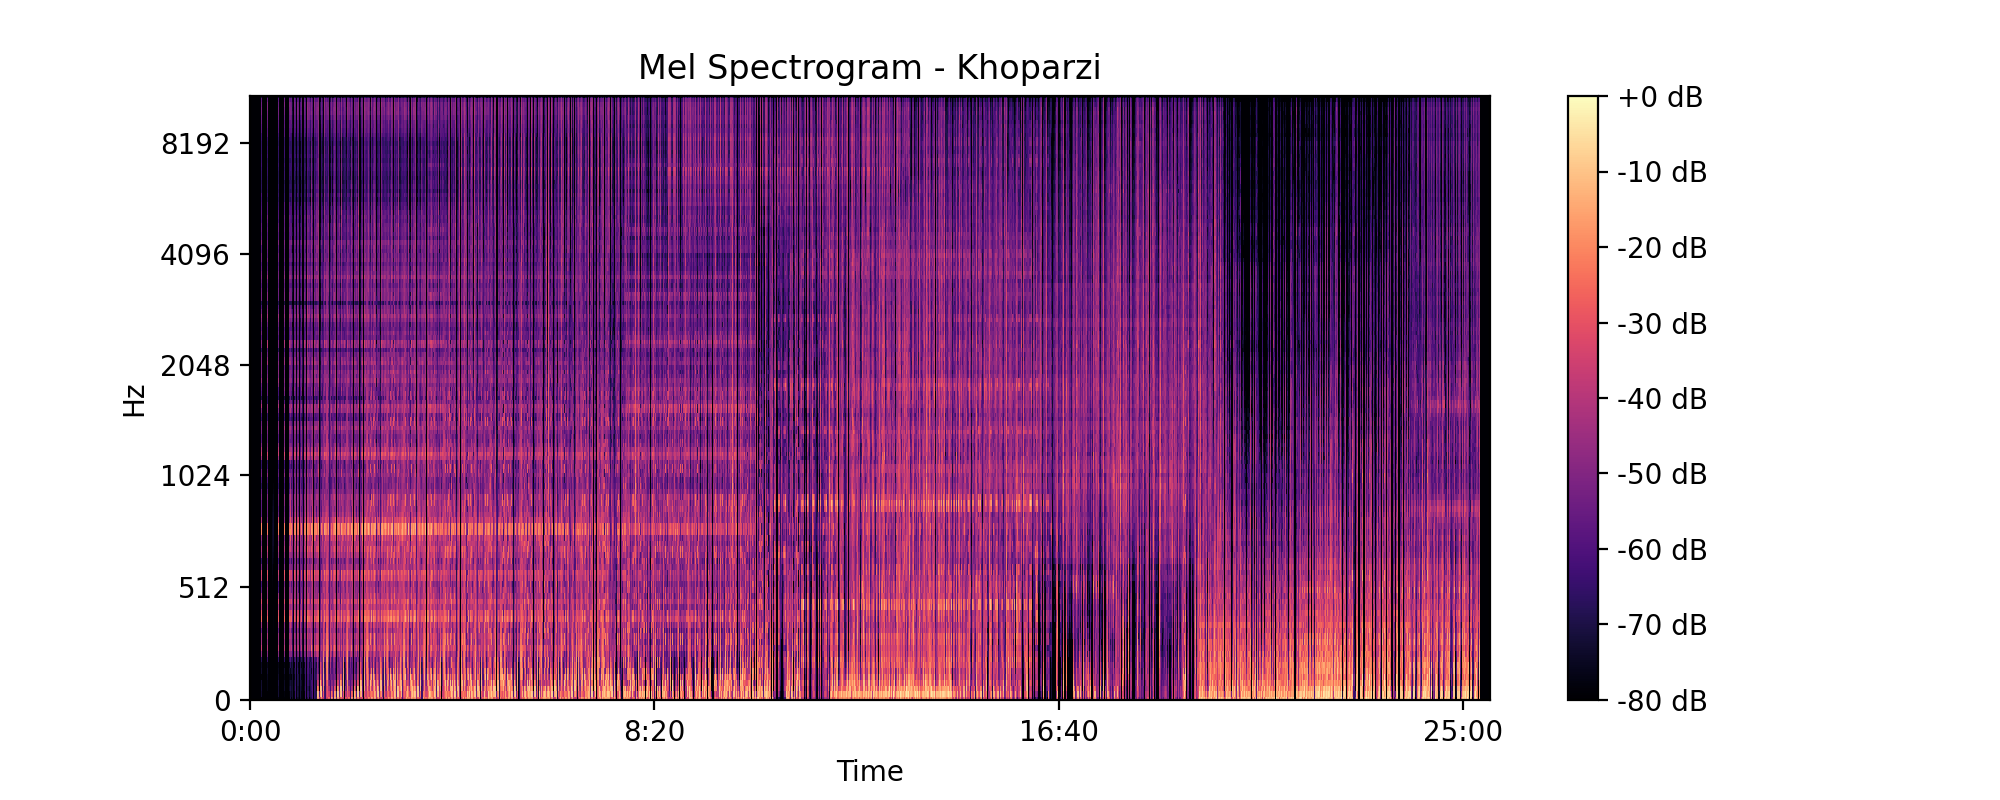 Mel Spectrogram - Khoparzi
+0 dB
8192
-10 dB
-20 dB
4096
-30 dB
2048
Hz
-40 dB
1024
-50 dB
512
-60 dB
-70 dB
0
-80 dB
0:00
8:20
16:40
25:00
Time